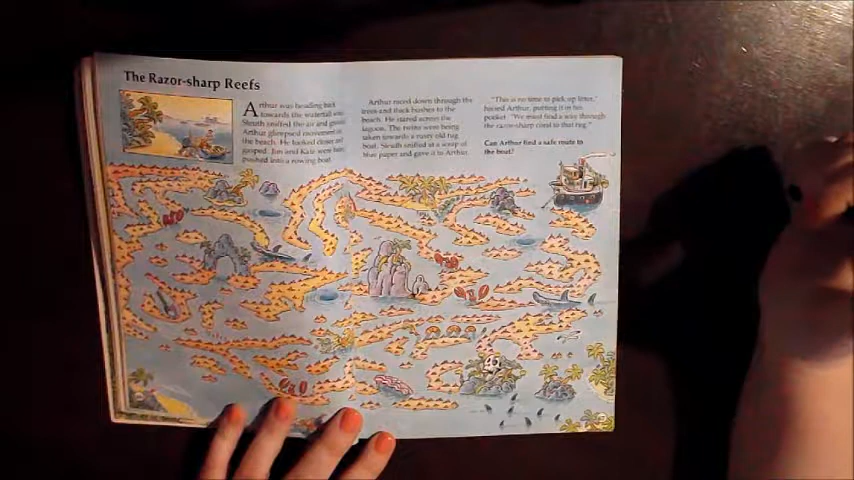 The Razor-sharp Reefs
Arthur was heading back
towards the waterfall when
Sleuth sniffed the air and
Arthur glimpsed movement on
the beach. He looked closer and
gasped. Jim and Kate were being
pushed into a rowing boat.
Arthur raced down through the
trees and thick bushes to the
beach. He stared across the
lagoon. The twins were being
taken towards a rusty old tug
boat. Sleuth sniffed at a scrap of
blue paper and gave it to Arthur.
"This is no time to pick up litter,"
hissed Arthur, putting it in his
pocket. "We must find a way through
the razor-sharp coral to that tug."
Can Arthur find a safe route to
the boat?